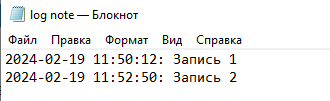 log note — Блокнот
Файл Правка Формат Вид Справка
2024-02-19 11:50:12: Запись 1
2024-02-19 11:52:50: Запись 2